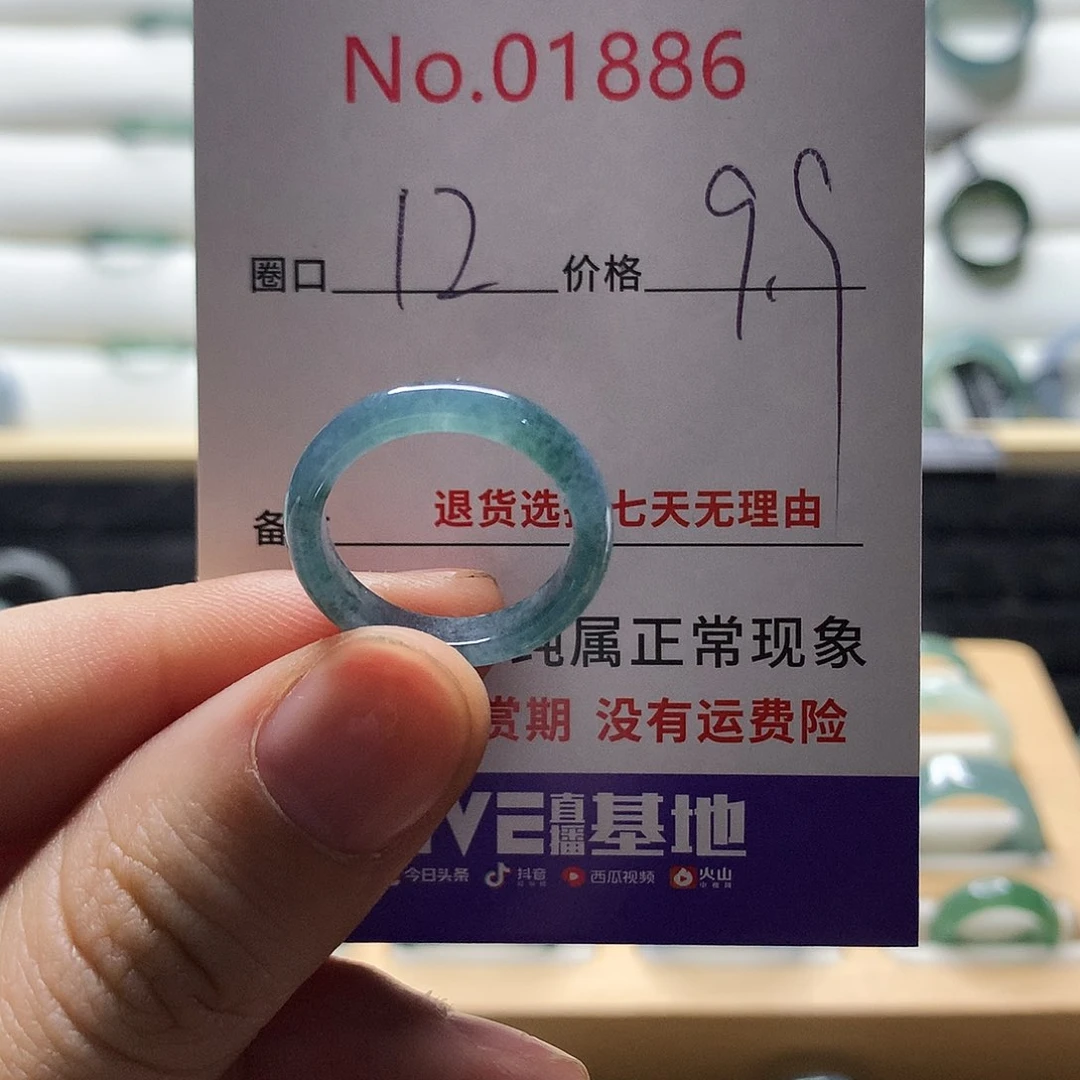 No.01886
圈口 12 价格 9.9
备
退货选 七天无理由
纯属正常现象
赏期 没有运费险
VE直播基地
今日头条 抖音 西瓜视频 火山